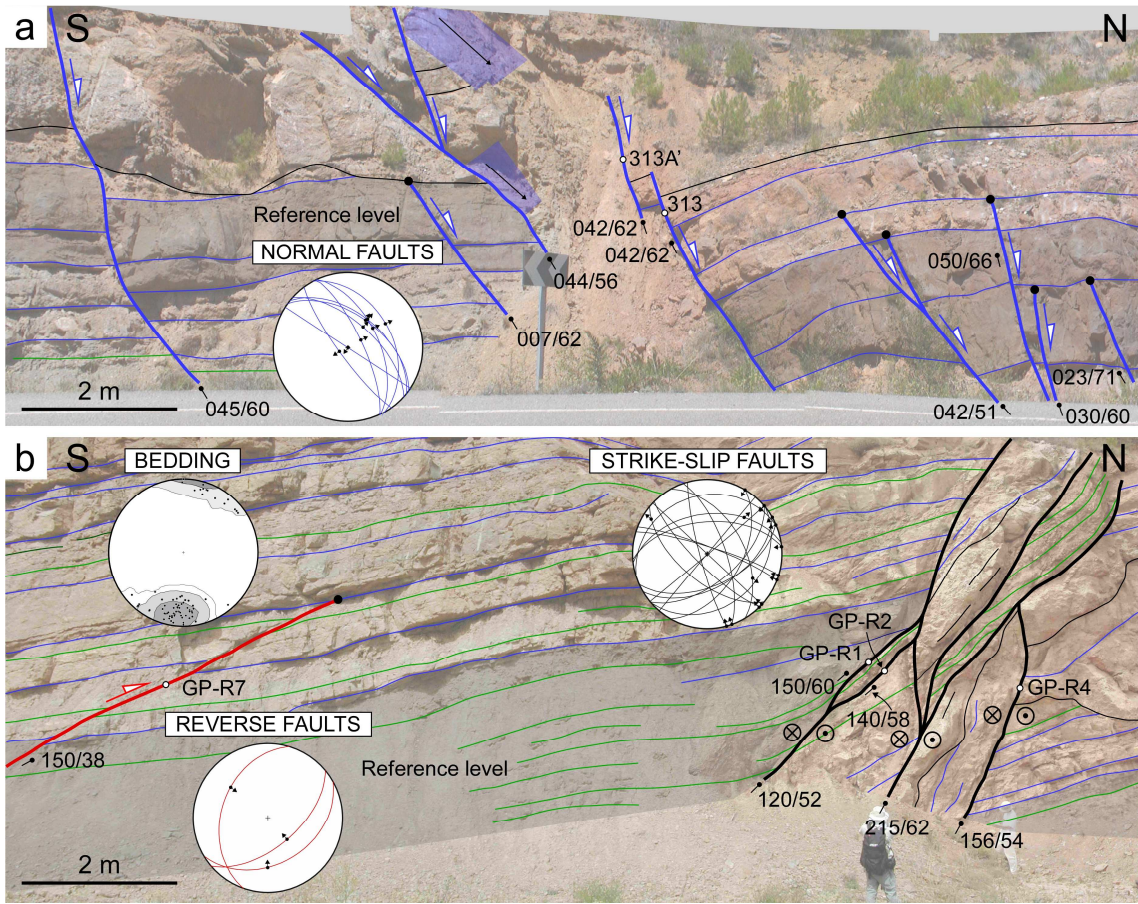 a
S
N
313A'
313
Reference level
042/62
042/62
NORMAL FAULTS
050/66
044/56
007/62
023/71
2 m
045/60
042/51
030/60
b
S
N
BEDDING
STRIKE-SLIP FAULTS
GP-R2
GP-R1
GP-R7
150/60
GP-R4
140/58
REVERSE FAULTS
150/38
Reference level
120/52
215/62
156/54
2 m